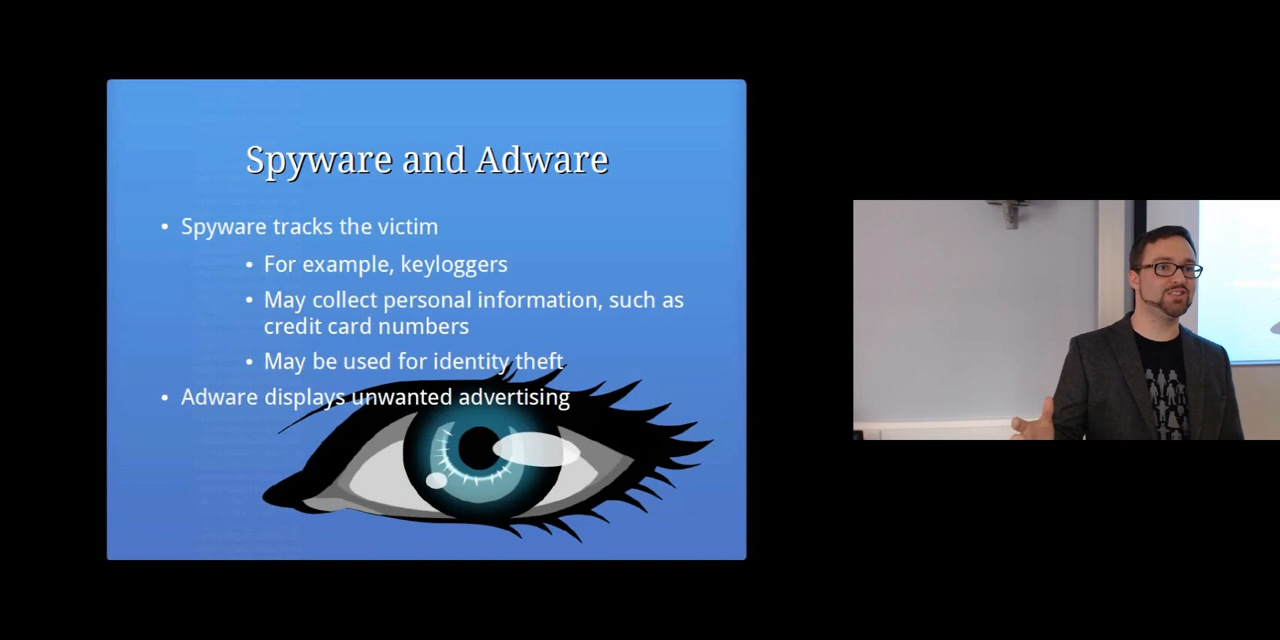 Spyware and Adware
• Spyware tracks the victim
• For example, keyloggers
• May collect personal information, such as
credit card numbers
• May be used for identity theft
• Adware displays unwanted advertising